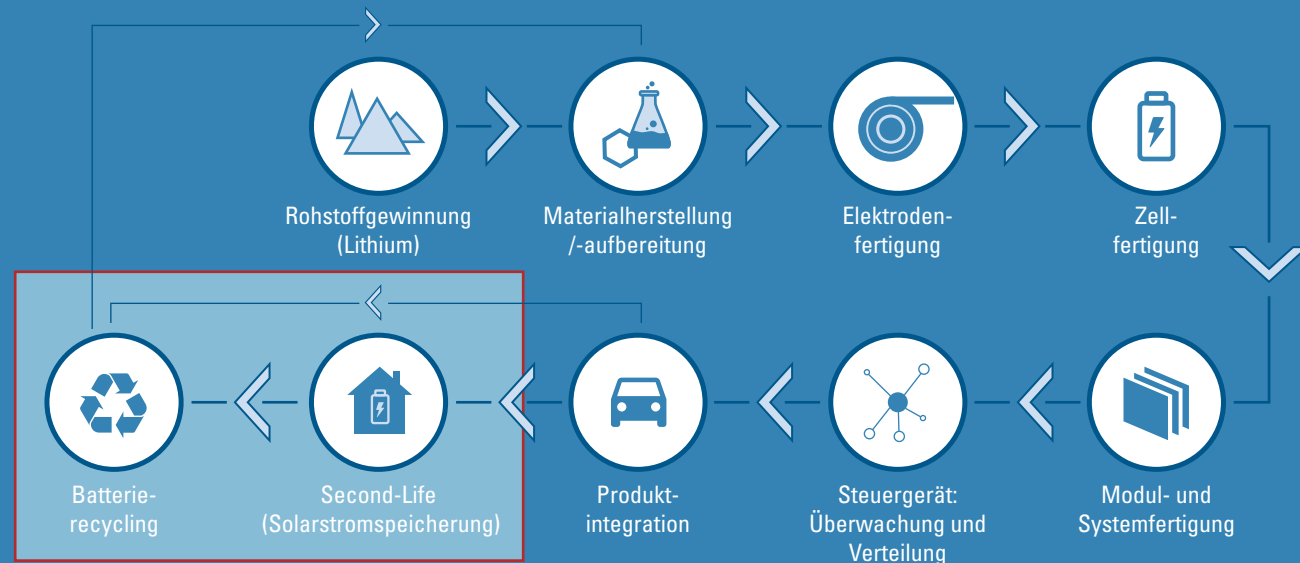 Rohstoffgewinnung
(Lithium)
Materialherstellung
/-aufbereitung
Elektroden-
fertigung
Zell-
fertigung
Batterie-
recycling
Second-Life
(Solarstromspeicherung)
Produkt-
integration
Steuergerät:
Überwachung und
Verteilung
Modul- und
Systemfertigung